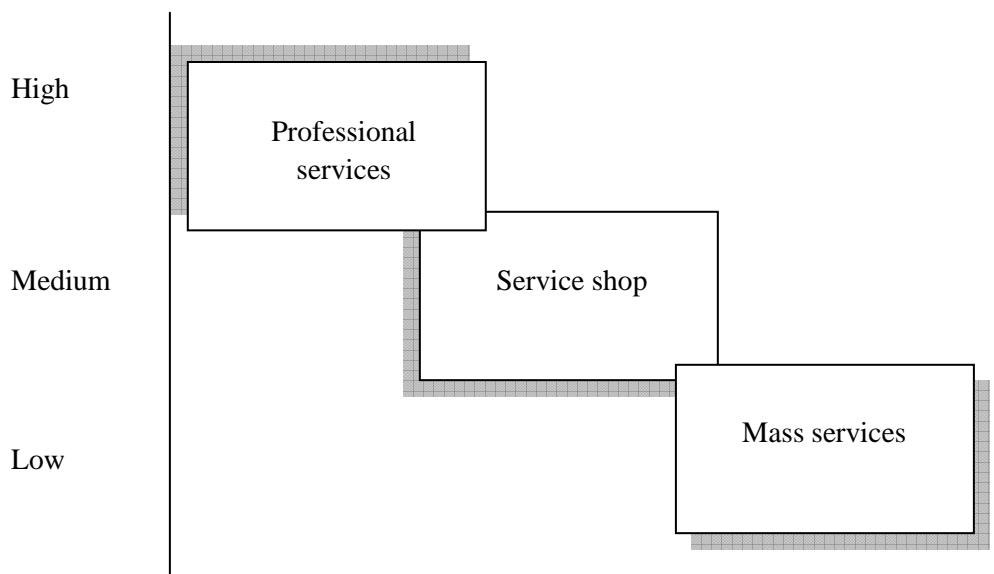 High
Professional
services
Medium
Service shop
Mass services
Low